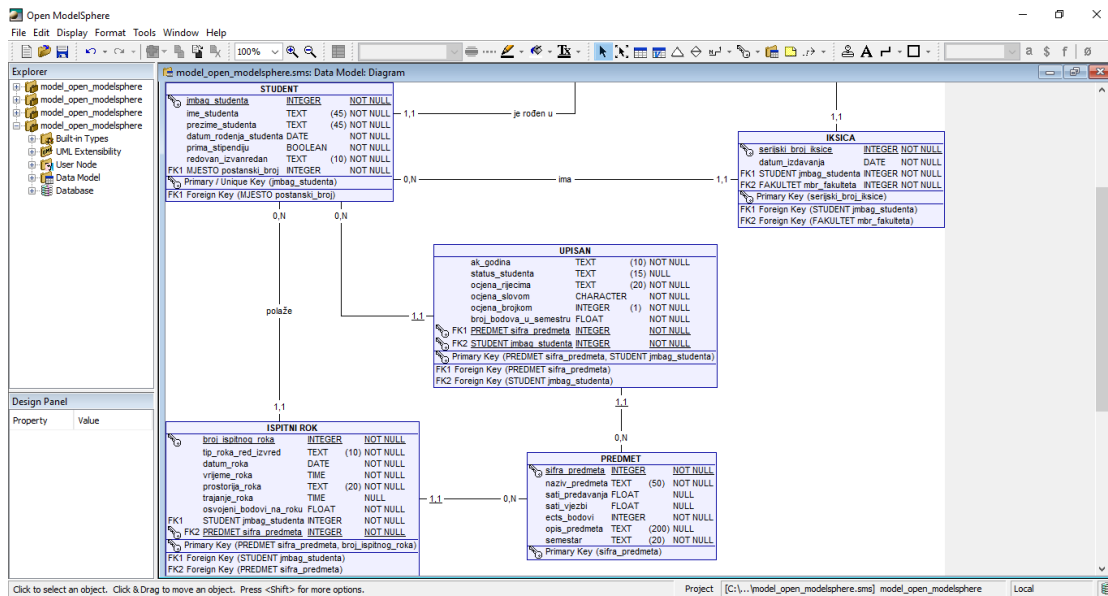 Open ModelSphere
File Edit Display Format Tools Window Help
100%
a $ f ø
Explorer
model_open_modelsphere.sms: Data Model: Diagram
model_open_modelsphere
model_open_modelsphere
model_open_modelsphere
model_open_modelsphere
Built-in Types
UML Extensibility
User Node
Data Model
Database
Design Panel
Property Value
STUDENT
jmbag_studenta INTEGER NOT NULL
ime_studenta TEXT (45) NOT NULL
prezime_studenta TEXT (45) NOT NULL
datum_rodenja_studenta DATE NOT NULL
prima_stipendiju BOOLEAN NOT NULL
redovan_izvanredan TEXT (10) NOT NULL
FK1 MJESTO postanski_broj INTEGER NOT NULL
Primary / Unique Key (jmbag_studenta)
FK1 Foreign Key (MJESTO postanski_broj)
1,1 je rođen u
0,N ima 1,1
1,1
IKSICA
serijski_broj_iksice INTEGER NOT NULL
datum_izdavanja DATE NOT NULL
FK1 STUDENT jmbag_studenta INTEGER NOT NULL
FK2 FAKULTET mbr_fakulteta INTEGER NOT NULL
Primary Key (serijski_broj_iksice)
FK1 Foreign Key (STUDENT jmbag_studenta)
FK2 Foreign Key (FAKULTET mbr_fakulteta)
0,N 0,N
polaže
1,1
1,1
UPISAN
ak_godina TEXT (10) NOT NULL
status_studenta TEXT (15) NULL
ocjena_rijecima TEXT (20) NOT NULL
ocjena_slovom CHARACTER NOT NULL
ocjena_brojkom INTEGER (1) NOT NULL
broj_bodova_u_semestru FLOAT NOT NULL
FK1 PREDMET sifra_predmeta INTEGER NOT NULL
FK2 STUDENT jmbag_studenta INTEGER NOT NULL
Primary Key (PREDMET sifra_predmeta, STUDENT jmbag_studenta)
FK1 Foreign Key (PREDMET sifra_predmeta)
FK2 Foreign Key (STUDENT jmbag_studenta)
1,1
0,N
ISPITNI ROK
broj_ispitnog_roka INTEGER NOT NULL
tip_roka_red_izvred TEXT (10) NOT NULL
datum_roka DATE NOT NULL
vrijeme_roka TIME NOT NULL
prostorija_roka TEXT (20) NOT NULL
trajanje_roka TIME NULL
osvojeni_bodovi_na_roku FLOAT NOT NULL
FK1 STUDENT jmbag_studenta INTEGER NOT NULL
FK2 PREDMET sifra_predmeta INTEGER NOT NULL
Primary Key (PREDMET sifra_predmeta, broj_ispitnog_roka)
FK1 Foreign Key (STUDENT jmbag_studenta)
FK2 Foreign Key (PREDMET sifra_predmeta)
1,1 0,N
PREDMET
sifra_predmeta INTEGER NOT NULL
naziv_predmeta TEXT (50) NOT NULL
sati_predavanja FLOAT NULL
sati_vjezbi FLOAT NULL
ects_bodovi INTEGER NOT NULL
opis_predmeta TEXT (200) NULL
semestar TEXT (20) NOT NULL
Primary Key (sifra_predmeta)
Click to select an object. Click & Drag to move an object. Press <Shift> for more options.
Project [C:\...\model_open_modelsphere.sms] model_open_modelsphere Local